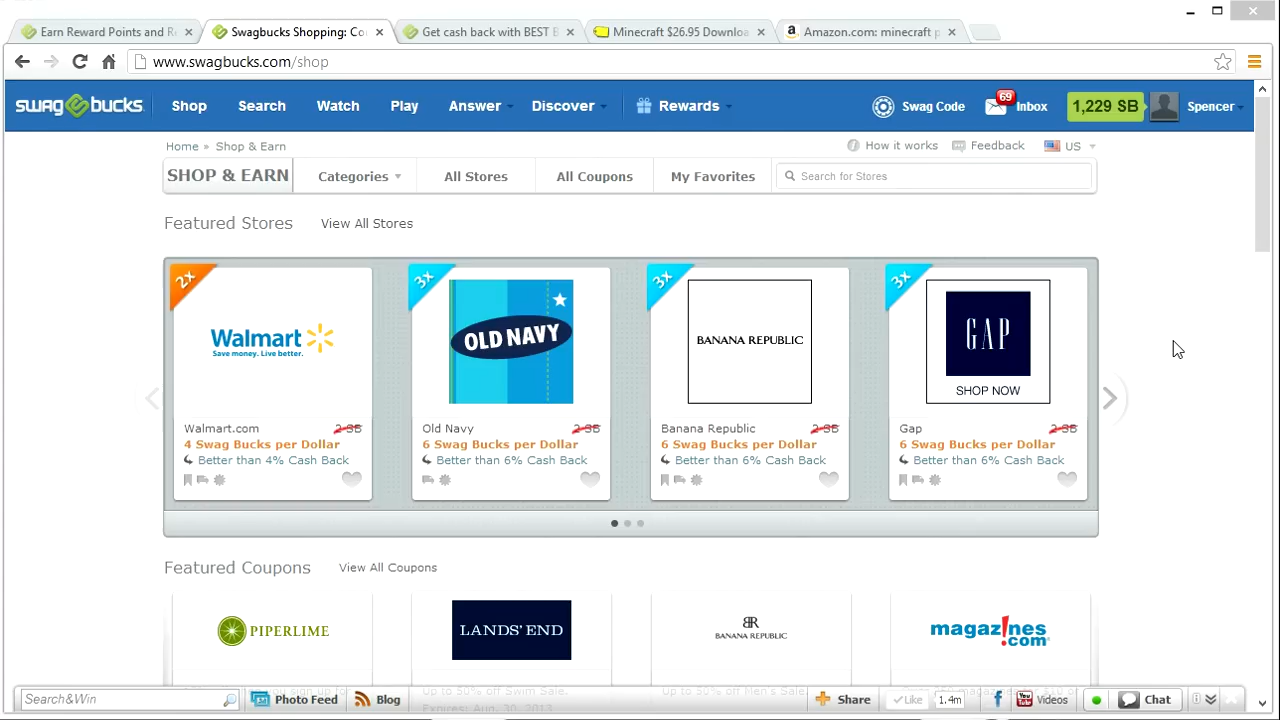 Earn Reward Points and R
Swagbucks Shopping: Co
Get cash back with BEST B
Minecraft $26.95 Downloa
Amazon.com: minecraft p
www.swagbucks.com/shop
swagbucks
Shop
Search
Watch
Play
Answer
Discover
Rewards
Swag Code
69
Inbox
1,229 SB
Spencer
Home » Shop & Earn
How it works
Feedback
US
SHOP & EARN
Categories
All Stores
All Coupons
My Favorites
Search for Stores
Featured Stores
View All Stores
2x
Walmart
Save money. Live better.
Walmart.com
2 SB
4 Swag Bucks per Dollar
Better than 4% Cash Back
3x
OLD NAVY
Old Navy
2 SB
6 Swag Bucks per Dollar
Better than 6% Cash Back
3x
BANANA REPUBLIC
Banana Republic
2 SB
6 Swag Bucks per Dollar
Better than 6% Cash Back
3x
GAP
SHOP NOW
Gap
2 SB
6 Swag Bucks per Dollar
Better than 6% Cash Back
Featured Coupons
View All Coupons
PIPERLIME
LANDS' END
BR
BANANA REPUBLIC
magazines.com
Up to 50% off Swim Sale.
Expires: Aug. 30, 2013
Up to 50% off Men's Sale.
Search&Win
Photo Feed
Blog
Share
Like
1.4m
Videos
Chat